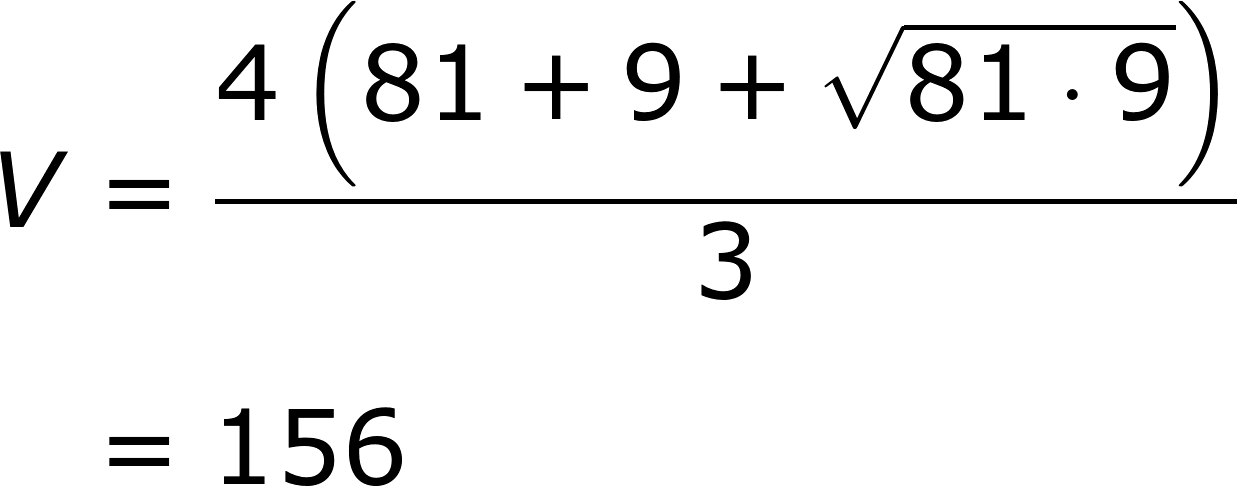 V = 4(81 + 9 + √81 · 9) / 3
= 156